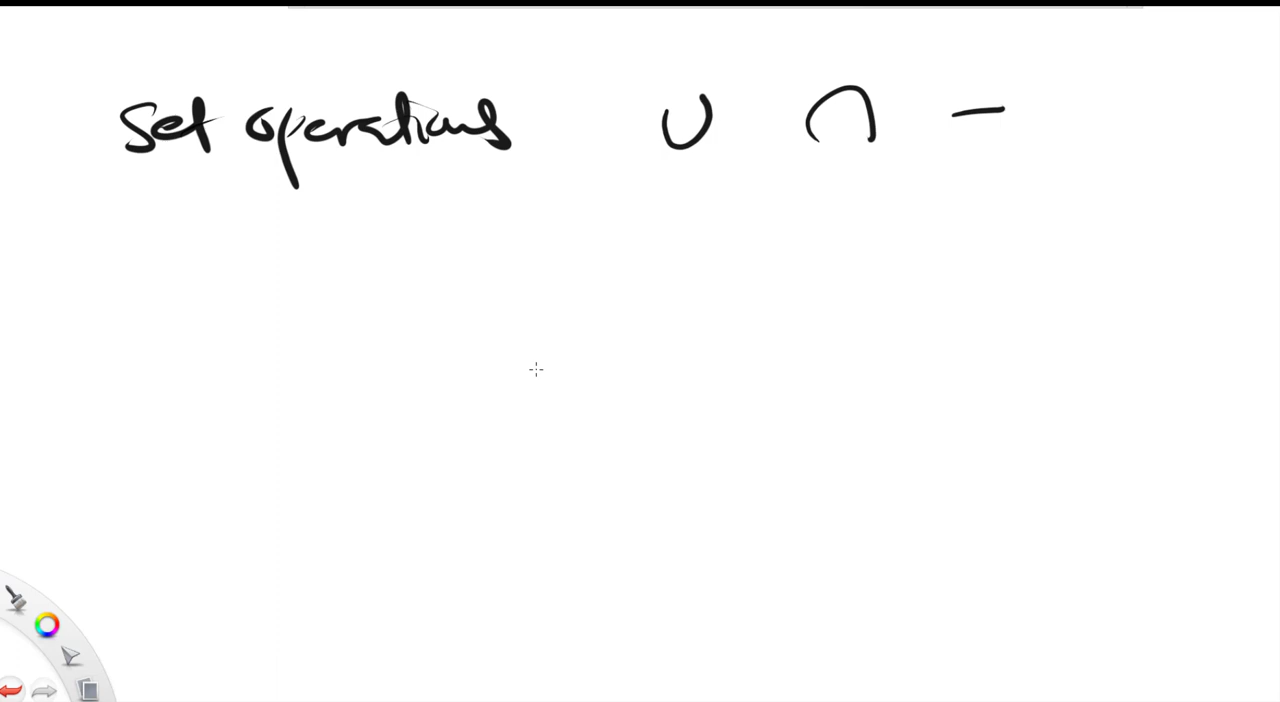 Set operations ∪ ∩ −